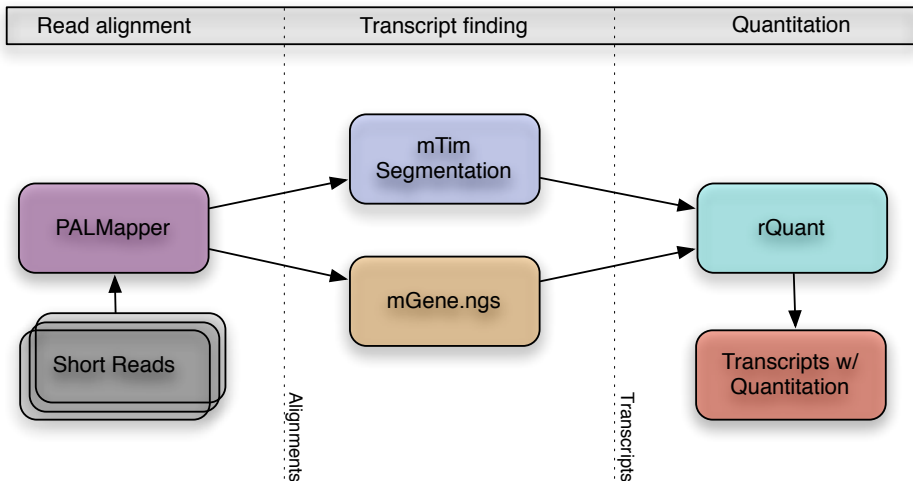 Read alignment
Transcript finding
Quantitation
mTim
Segmentation
PALMapper
rQuant
mGene.ngs
Short Reads
Transcripts w/
Quantitation
Alignments
Transcripts